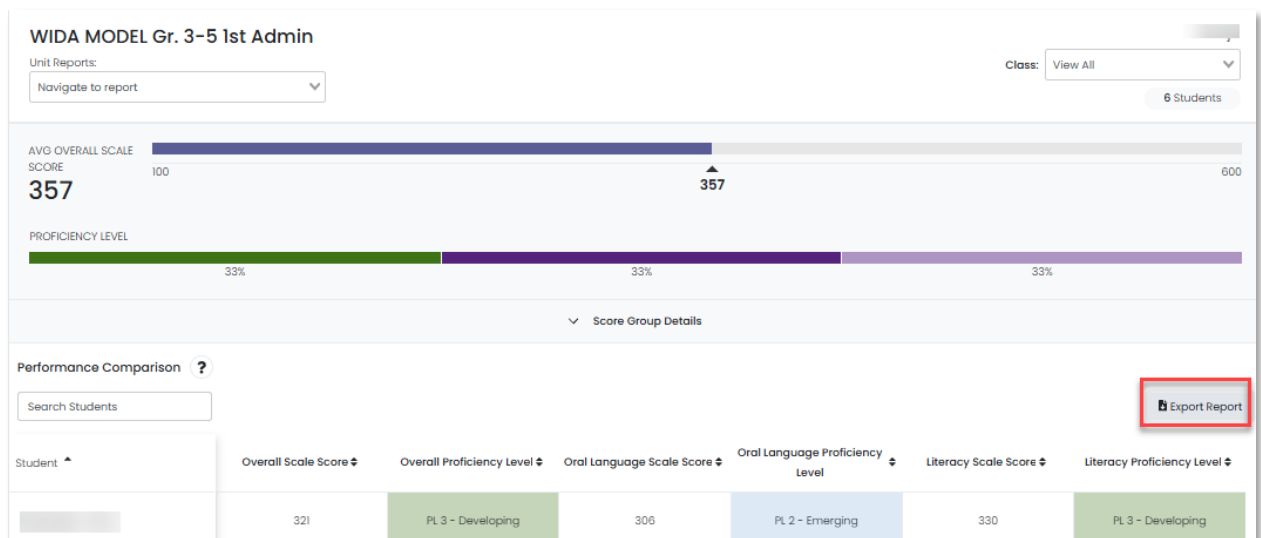 WIDA MODEL Gr. 3-5 1st Admin
Unit Reports:
Navigate to report
Class: View All
6 Students
AVG OVERALL SCALE
SCORE
357
100
357
600
PROFICIENCY LEVEL
33% 33% 33%
Score Group Details
Performance Comparison ?
Search Students
Export Report
Student Overall Scale Score Overall Proficiency Level Oral Language Scale Score Oral Language Proficiency Level Literacy Scale Score Literacy Proficiency Level
321 PL 3 - Developing 306 PL 2 - Emerging 330 PL 3 - Developing